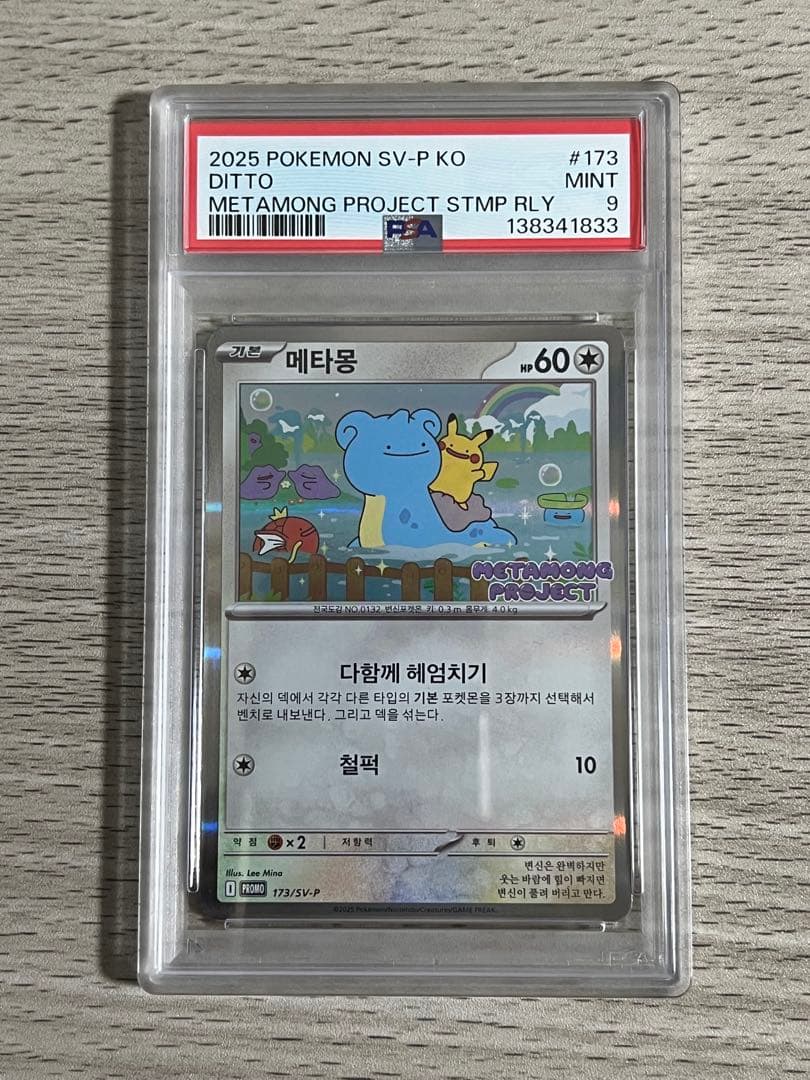 2025 POKEMON SV-P KO #173
DITTO MINT
METAMONG PROJECT STMP RLY 9
138341833
PSA
기본 메타몽 HP 60
METAMONG
PROJECT
전국도감 NO.0132 변신포켓몬 키: 0.3 m 몸무게: 4.0 kg
다함께 헤엄치기
자신의 덱에서 각각 다른 타입의 기본 포켓몬을 3장까지 선택해서
벤치로 내보낸다. 그리고 덱을 섞는다.
철퍽 10
약점 ×2 저항력 후퇴
Illus. Lee Mina
I PROMO 173/SV-P
변신은 완벽하지만
웃는 바람에 힘이 빠지면
변신이 풀려 버리고 만다.
©2025 Pokémon/Nintendo/Creatures/GAME FREAK.